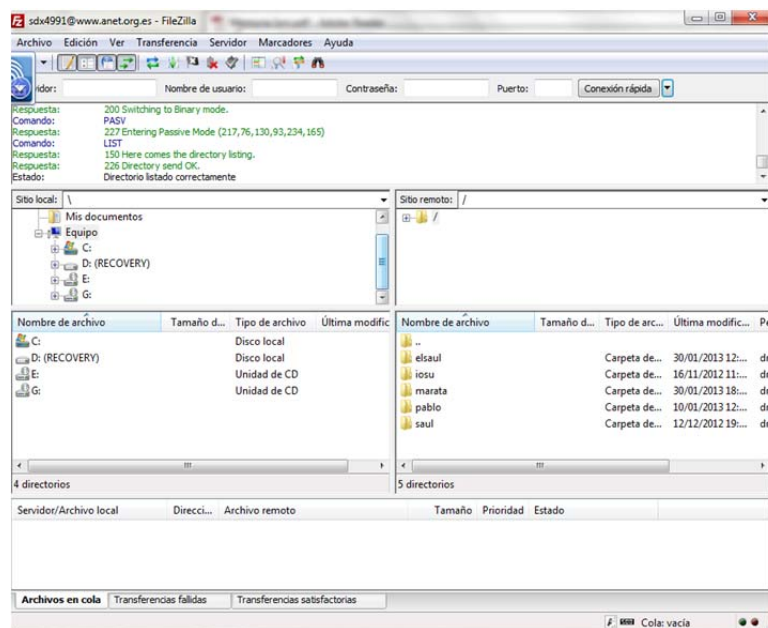 sdx4991@www.anet.org.es - FileZilla
Archivo Edición Ver Transferencia Servidor Marcadores Ayuda
idor: Nombre de usuario: Contraseña: Puerto: Conexión rápida
Respuesta: 200 Switching to Binary mode.
Comando: PASV
Respuesta: 227 Entering Passive Mode (217,76,130,93,234,165)
Comando: LIST
Respuesta: 150 Here comes the directory listing.
Respuesta: 226 Directory send OK.
Estado: Directorio listado correctamente
Sitio local: \ Sitio remoto: /
Mis documentos /
Equipo
C:
D: (RECOVERY)
E:
G:
Nombre de archivo Tamaño d... Tipo de archivo Última modific Nombre de archivo Tamaño d... Tipo de arc... Última modific... Pe
C: Disco local ..
D: (RECOVERY) Disco local elsaul Carpeta de... 30/01/2013 12:... dr
E: Unidad de CD iosu Carpeta de... 16/11/2012 11:... dr
G: Unidad de CD marata Carpeta de... 30/01/2013 18:... dr
pablo Carpeta de... 10/01/2013 12:... dr
saul Carpeta de... 12/12/2012 19:... dr
4 directorios 5 directorios
Servidor/Archivo local Direcci... Archivo remoto Tamaño Prioridad Estado
Archivos en cola Transferencias fallidas Transferencias satisfactorias
Cola: vacía